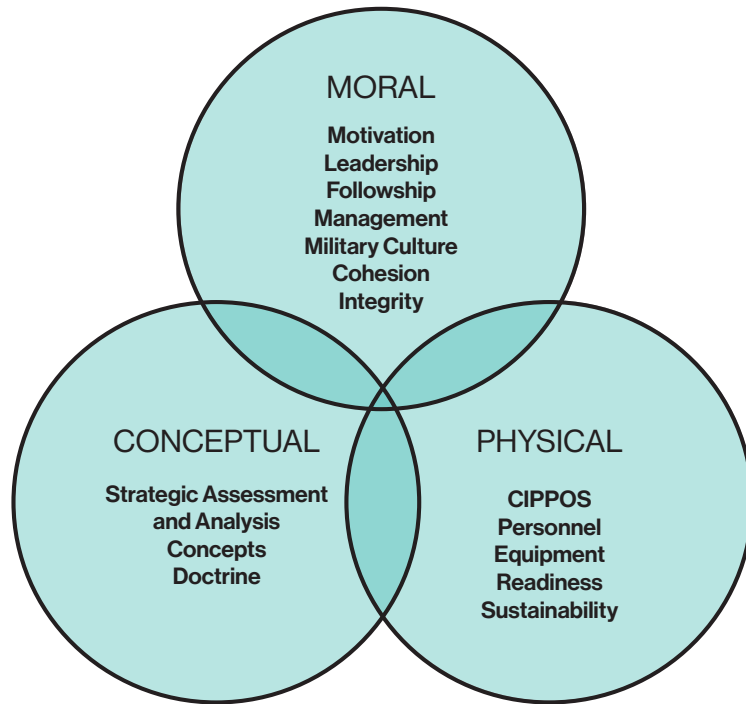 MORAL
Motivation
Leadership
Followship
Management
Military Culture
Cohesion
Integrity
CONCEPTUAL
Strategic Assessment
and Analysis
Concepts
Doctrine
PHYSICAL
CIPPOS
Personnel
Equipment
Readiness
Sustainability